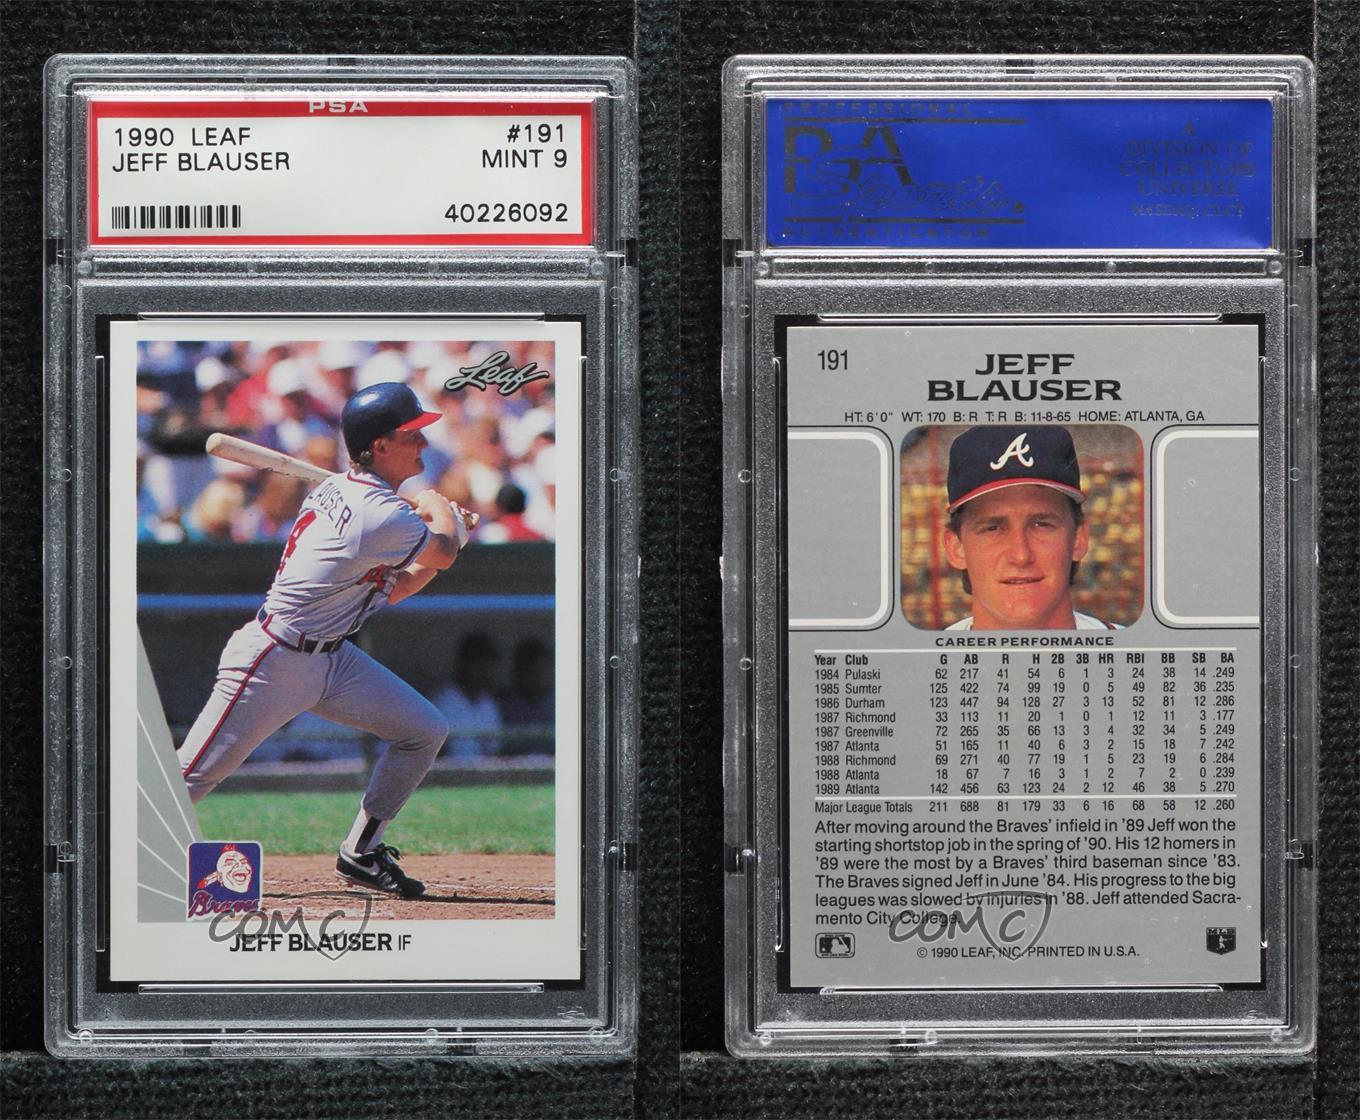 PSA
1990 LEAF #191
JEFF BLAUSER MINT 9
40226092
Leaf
BLAUSER
4
Braves
COMC
JEFF BLAUSER IF
PROFESSIONAL
PSA
AUTHENTICATOR
A
DIVISION OF
COLLECTORS
UNIVERSE
NASDAQ: CLCT
191
JEFF
BLAUSER
HT: 6'0" WT: 170 B: R T: R B: 11-8-65 HOME: ATLANTA, GA
A
CAREER PERFORMANCE
Year Club G AB R H 2B 3B HR RBI BB SB BA
1984 Pulaski 62 217 41 54 6 1 3 24 38 14 .249
1985 Sumter 125 422 74 99 19 0 5 49 82 36 .235
1986 Durham 123 447 94 128 27 3 13 52 81 12 .286
1987 Richmond 33 113 11 20 1 0 1 12 11 3 .177
1987 Greenville 72 265 35 66 13 3 4 32 34 5 .249
1987 Atlanta 51 165 11 40 6 3 2 15 18 7 .242
1988 Richmond 69 271 40 77 19 1 5 23 19 6 .284
1988 Atlanta 18 67 7 16 3 1 2 7 2 0 .239
1989 Atlanta 142 456 63 123 24 2 12 46 38 5 .270
Major League Totals 211 688 81 179 33 6 16 68 58 12 .260
After moving around the Braves' infield in '89 Jeff won the
starting shortstop job in the spring of '90. His 12 homers in
'89 were the most by a Braves' third baseman since '83.
The Braves signed Jeff in June '84. His progress to the big
leagues was slowed by injuries in '88. Jeff attended Sacra-
mento City College.
COMC
© 1990 LEAF, INC. PRINTED IN U.S.A.